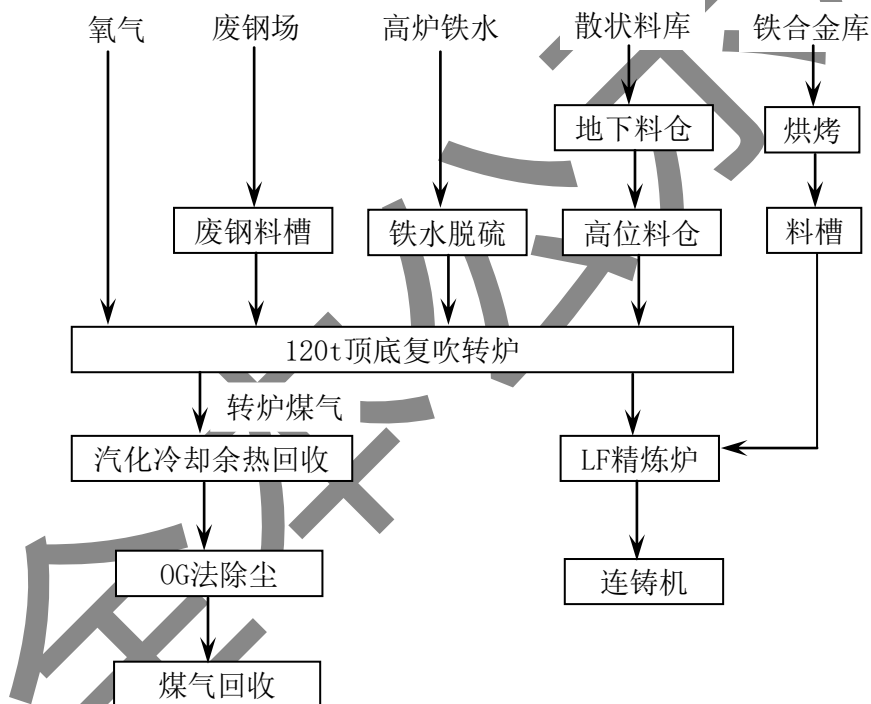 氧气
废钢场
高炉铁水
散状料库
铁合金库
地下料仓
烘烤
废钢料槽
铁水脱硫
高位料仓
料槽
120t顶底复吹转炉
转炉煤气
汽化冷却余热回收
LF精炼炉
OG法除尘
连铸机
煤气回收